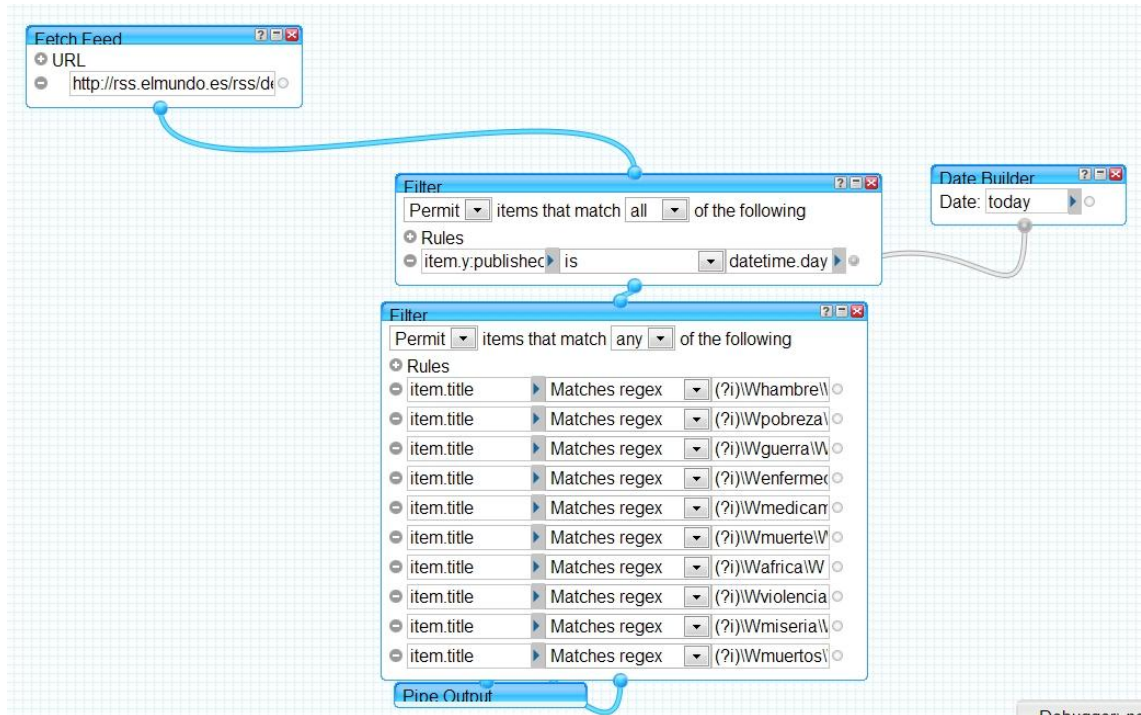 Fetch Feed
URL
http://rss.elmundo.es/rss/de
Filter
Permit items that match all of the following
Rules
item.y:published is datetime.day
Date Builder
Date: today
Filter
Permit items that match any of the following
Rules
item.title Matches regex (?i)\Whambre\\
item.title Matches regex (?i)\Wpobreza\
item.title Matches regex (?i)\Wguerra\W
item.title Matches regex (?i)\Wenfermed
item.title Matches regex (?i)\Wmedicam
item.title Matches regex (?i)\Wmuerte\W
item.title Matches regex (?i)\Wafrica\W
item.title Matches regex (?i)\Wviolencia
item.title Matches regex (?i)\Wmiseria\\
item.title Matches regex (?i)\Wmuertos\
Pipe Output